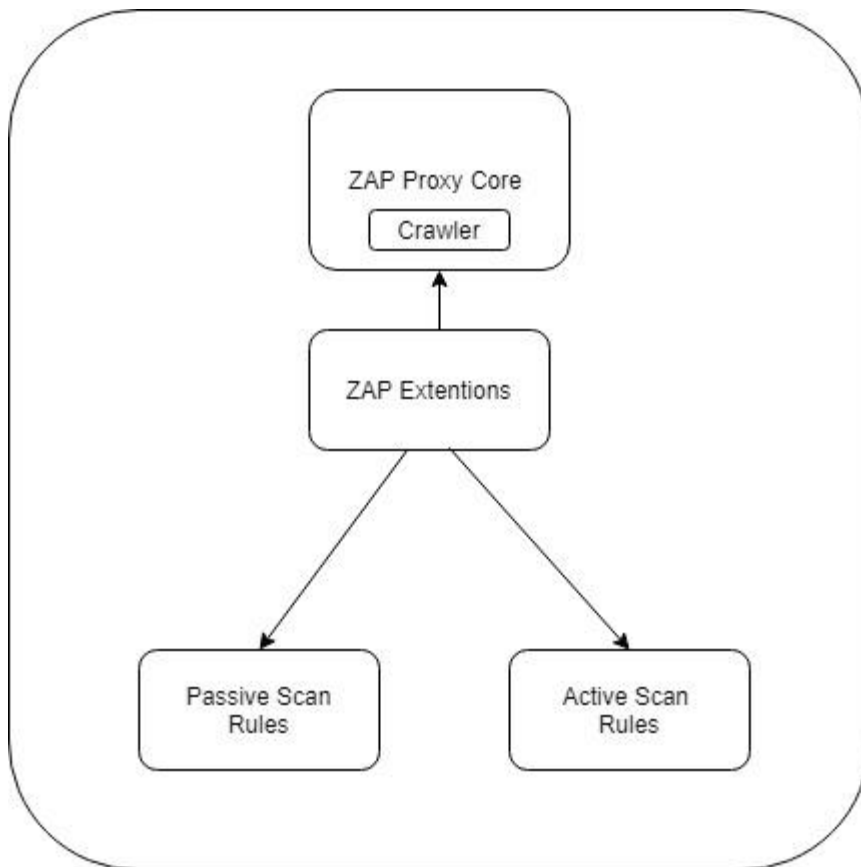 ZAP Proxy Core
Crawler
ZAP Extentions
Passive Scan
Rules
Active Scan
Rules